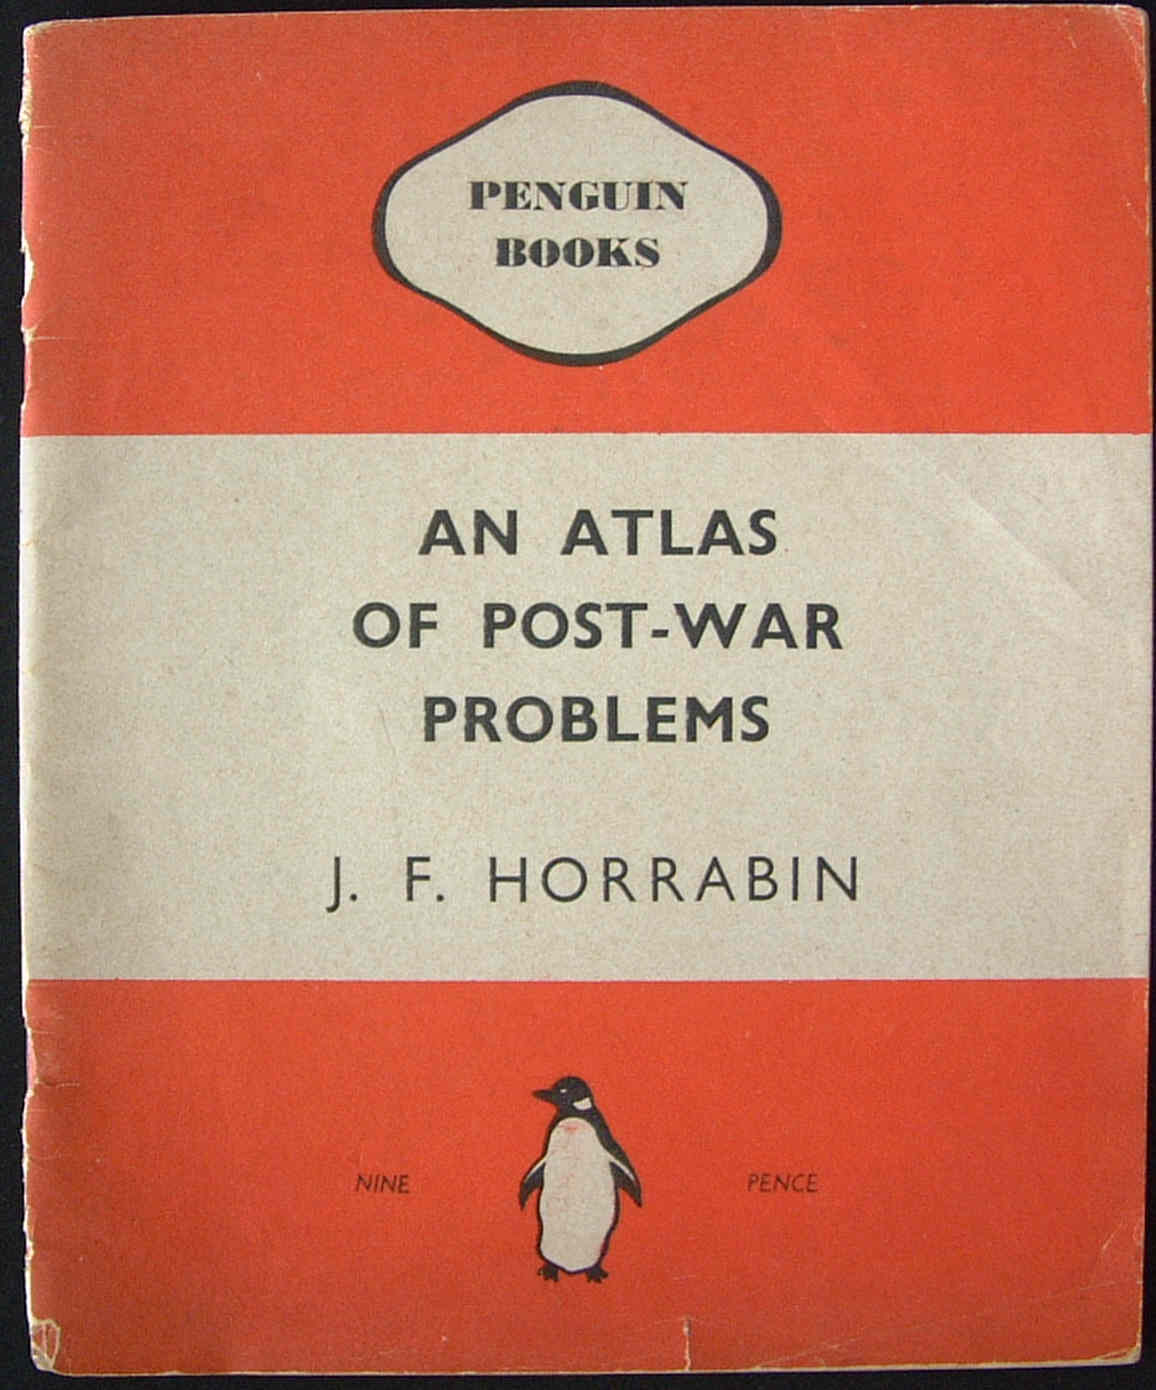 PENGUIN
BOOKS
AN ATLAS
OF POST-WAR
PROBLEMS
J. F. HORRABIN
NINE PENCE